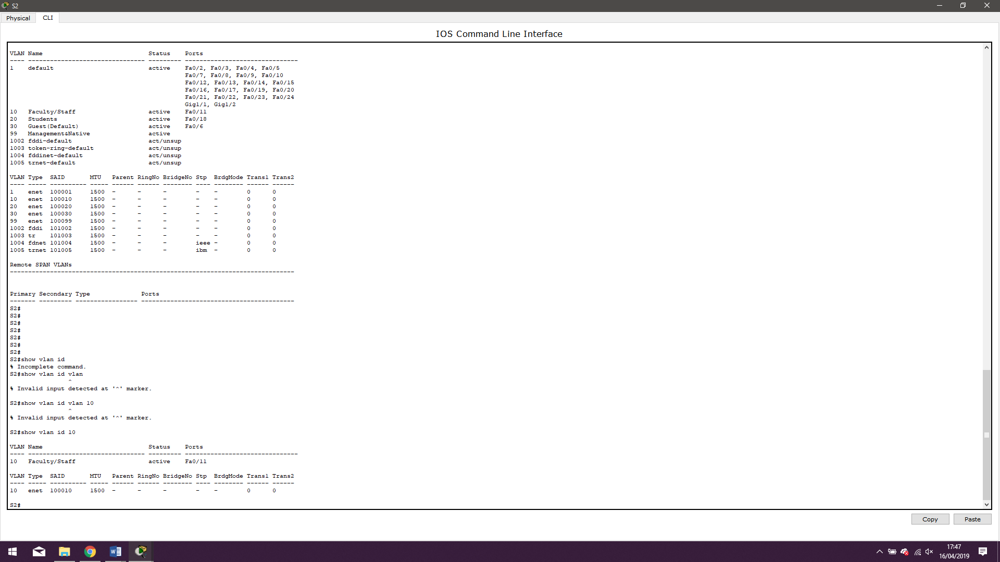 S2
Physical CLI
IOS Command Line Interface
VLAN Name                             Status    Ports
---- -------------------------------- --------- -------------------------------
1    default                          active    Fa0/2, Fa0/3, Fa0/4, Fa0/5
                                                Fa0/7, Fa0/8, Fa0/9, Fa0/10
                                                Fa0/12, Fa0/13, Fa0/14, Fa0/15
                                                Fa0/16, Fa0/17, Fa0/19, Fa0/20
                                                Fa0/21, Fa0/22, Fa0/23, Fa0/24
                                                Gig1/1, Gig1/2
10   Faculty/Staff                    active    Fa0/11
20   Students                         active    Fa0/18
30   Guest(Default)                   active    Fa0/6
99   Management&Native                active
1002 fddi-default                     act/unsup
1003 token-ring-default               act/unsup
1004 fddinet-default                  act/unsup
1005 trnet-default                    act/unsup
VLAN Type  SAID       MTU   Parent RingNo BridgeNo Stp  BrdgMode Trans1 Trans2
---- ----- ---------- ----- ------ ------ -------- ---- -------- ------ ------
1    enet  100001     1500  -      -      -        -    -        0      0
10   enet  100010     1500  -      -      -        -    -        0      0
20   enet  100020     1500  -      -      -        -    -        0      0
30   enet  100030     1500  -      -      -        -    -        0      0
99   enet  100099     1500  -      -      -        -    -        0      0
1002 fddi  101002     1500  -      -      -        -    -        0      0
1003 tr    101003     1500  -      -      -        -    -        0      0
1004 fdnet 101004     1500  -      -      -        ieee -        0      0
1005 trnet 101005     1500  -      -      -        ibm  -        0      0
Remote SPAN VLANs
------------------------------------------------------------------------------
Primary Secondary Type              Ports
------- --------- ----------------- ------------------------------------------
S2#
S2#
S2#
S2#
S2#
S2#
S2#
S2#show vlan id
% Incomplete command.
S2#show vlan id vlan
                ^
% Invalid input detected at '^' marker.
S2#show vlan id vlan 10
                ^
% Invalid input detected at '^' marker.
S2#show vlan id 10
VLAN Name                             Status    Ports
---- -------------------------------- --------- -------------------------------
10   Faculty/Staff                    active    Fa0/11
VLAN Type  SAID       MTU   Parent RingNo BridgeNo Stp  BrdgMode Trans1 Trans2
---- ----- ---------- ----- ------ ------ -------- ---- -------- ------ ------
10   enet  100010     1500  -      -      -        -    -        0      0
S2#
Copy Paste
17:47
16/04/2019